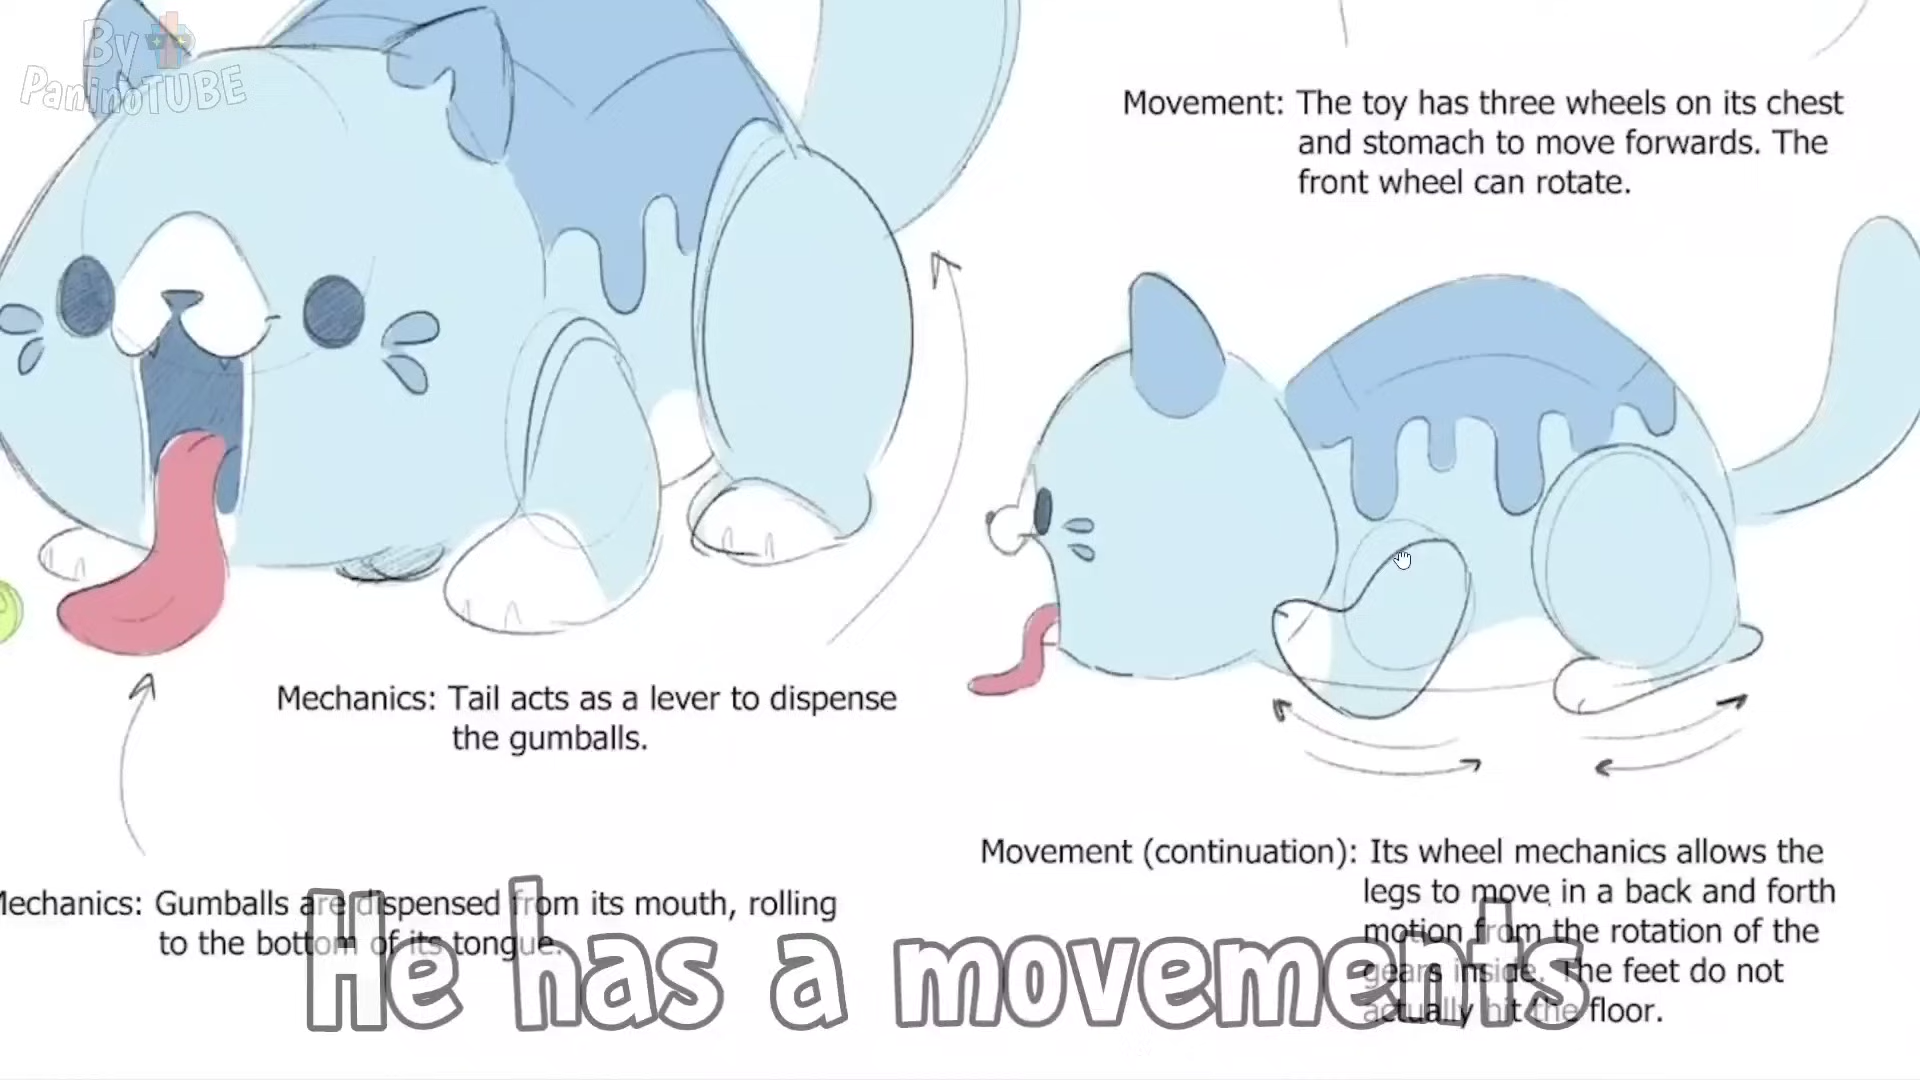 By
PaninoTUBE
Movement: The toy has three wheels on its chest
and stomach to move forwards. The
front wheel can rotate.
Mechanics: Tail acts as a lever to dispense
the gumballs.
Mechanics: Gumballs are dispensed from its mouth, rolling
to the bottom of its tongue.
Movement (continuation): Its wheel mechanics allows the
legs to move in a back and forth
motion from the rotation of the
gears inside. The feet do not
actually hit the floor.
He has a movements